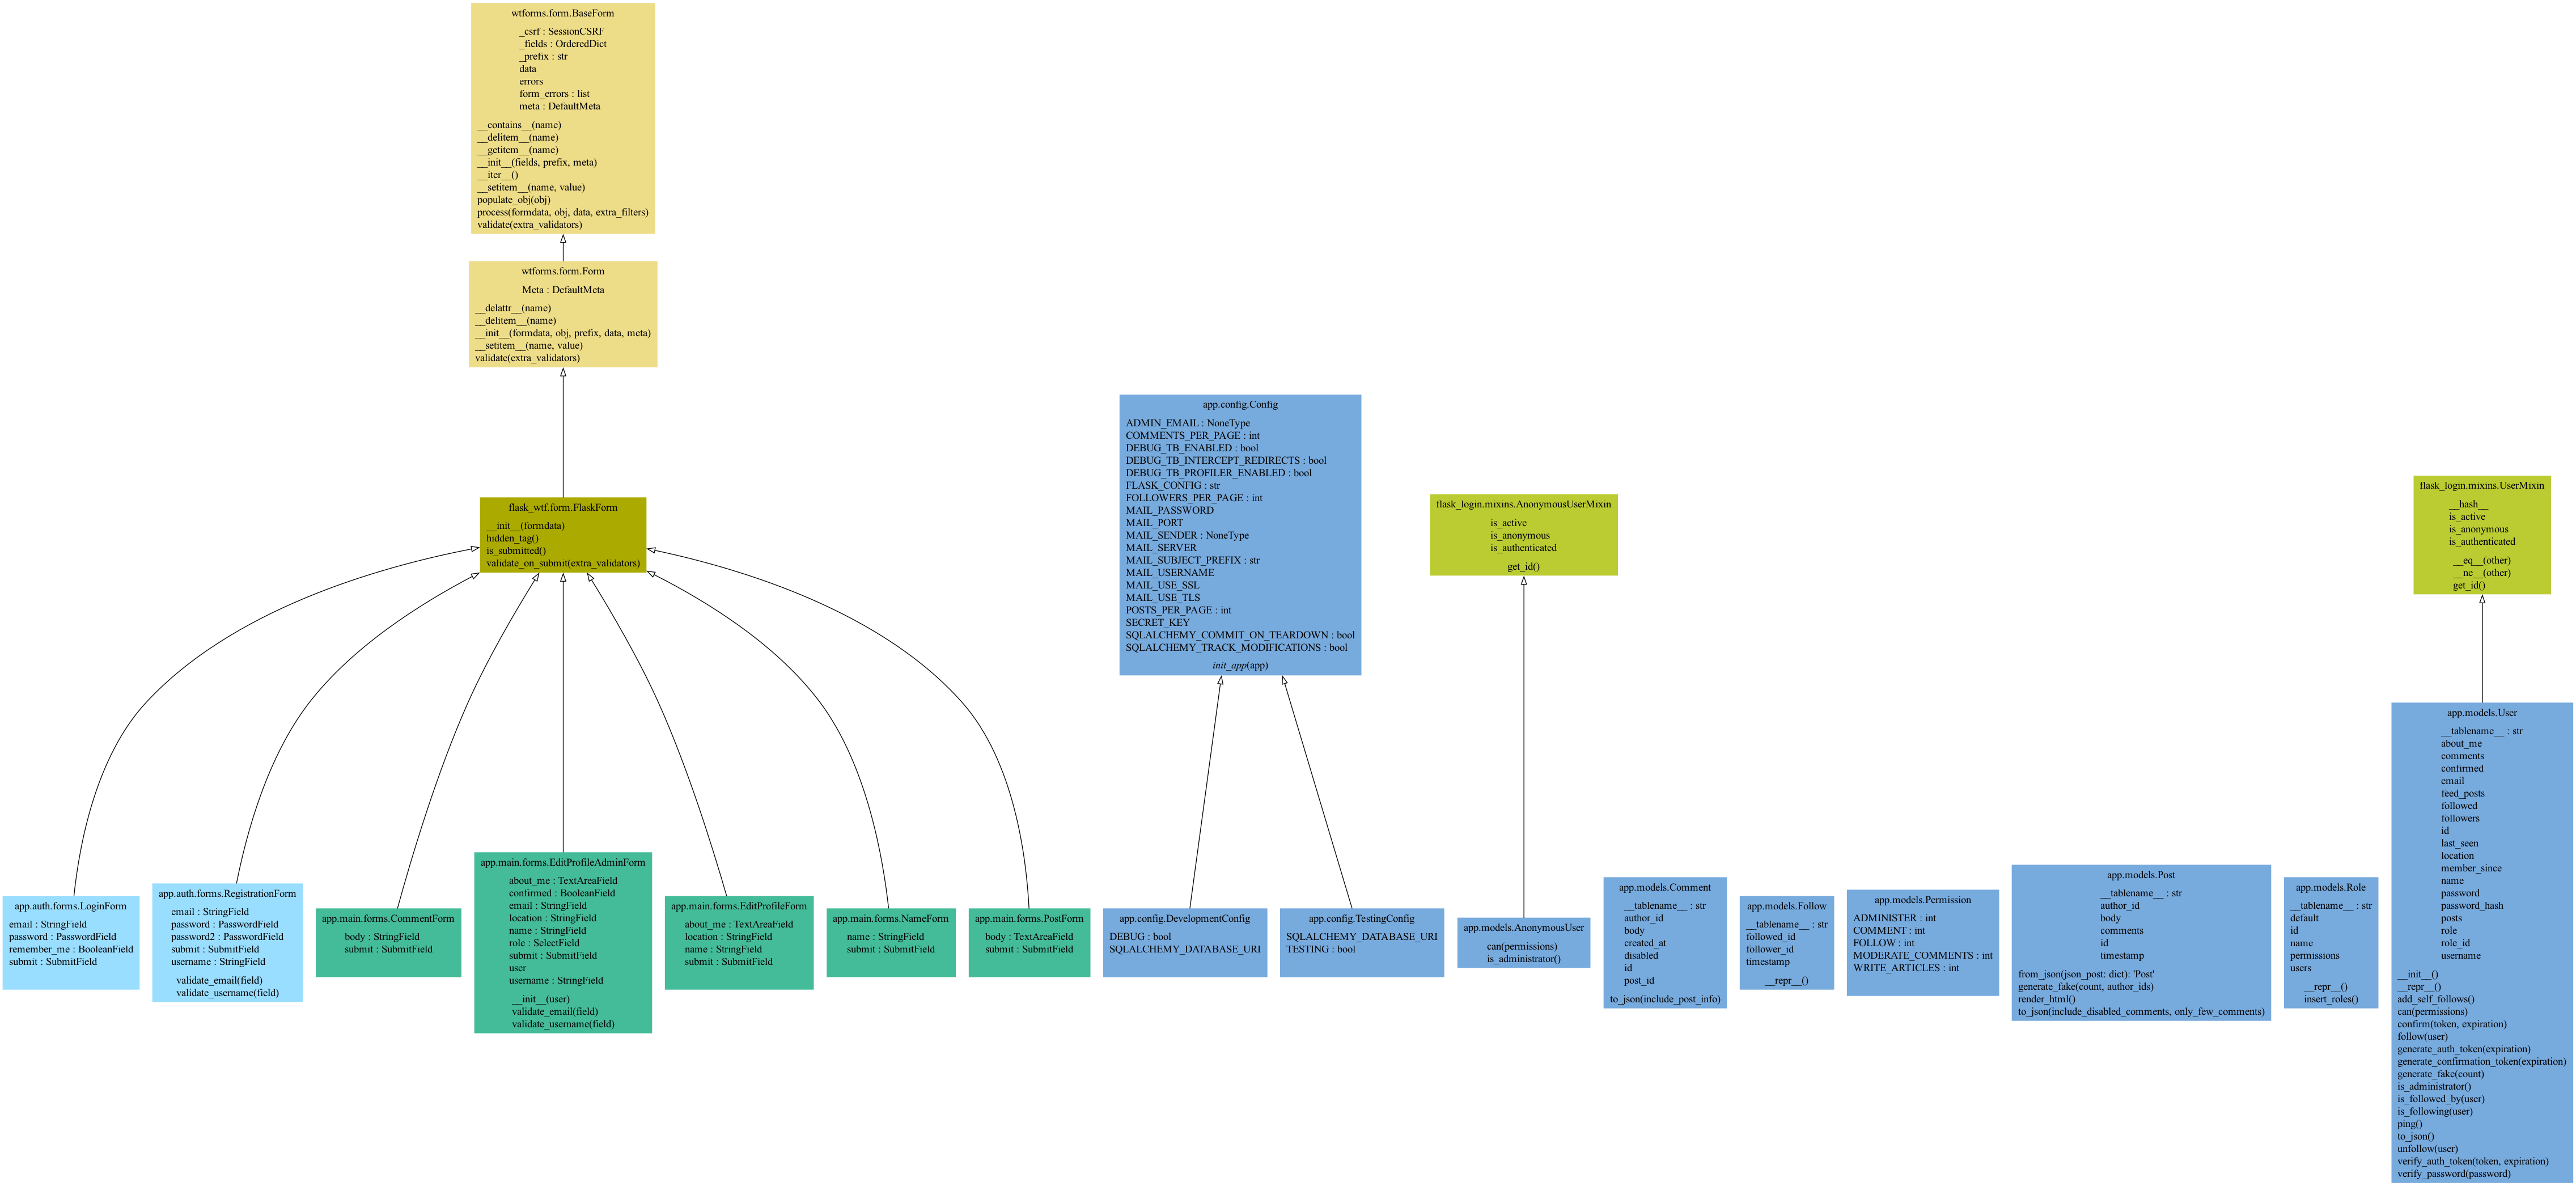 wtforms.form.BaseForm
_csrf : SessionCSRF
_fields : OrderedDict
_prefix : str
data
errors
form_errors : list
meta : DefaultMeta
__contains__(name)
__delitem__(name)
__getitem__(name)
__init__(fields, prefix, meta)
__iter__()
__setitem__(name, value)
populate_obj(obj)
process(formdata, obj, data, extra_filters)
validate(extra_validators)
wtforms.form.Form
Meta : DefaultMeta
__delattr__(name)
__delitem__(name)
__init__(formdata, obj, prefix, data, meta)
__setitem__(name, value)
validate(extra_validators)
flask_wtf.form.FlaskForm
__init__(formdata)
hidden_tag()
is_submitted()
validate_on_submit(extra_validators)
app.config.Config
ADMIN_EMAIL : NoneType
COMMENTS_PER_PAGE : int
DEBUG_TB_ENABLED : bool
DEBUG_TB_INTERCEPT_REDIRECTS : bool
DEBUG_TB_PROFILER_ENABLED : bool
FLASK_CONFIG : str
FOLLOWERS_PER_PAGE : int
MAIL_PASSWORD
MAIL_PORT
MAIL_SENDER : NoneType
MAIL_SERVER
MAIL_SUBJECT_PREFIX : str
MAIL_USERNAME
MAIL_USE_SSL
MAIL_USE_TLS
POSTS_PER_PAGE : int
SECRET_KEY
SQLALCHEMY_COMMIT_ON_TEARDOWN : bool
SQLALCHEMY_TRACK_MODIFICATIONS : bool
init_app(app)
flask_login.mixins.AnonymousUserMixin
is_active
is_anonymous
is_authenticated
get_id()
flask_login.mixins.UserMixin
__hash__
is_active
is_anonymous
is_authenticated
__eq__(other)
__ne__(other)
get_id()
app.auth.forms.LoginForm
email : StringField
password : PasswordField
remember_me : BooleanField
submit : SubmitField
app.auth.forms.RegistrationForm
email : StringField
password : PasswordField
password2 : PasswordField
submit : SubmitField
username : StringField
validate_email(field)
validate_username(field)
app.main.forms.CommentForm
body : StringField
submit : SubmitField
app.main.forms.EditProfileAdminForm
about_me : TextAreaField
confirmed : BooleanField
email : StringField
location : StringField
name : StringField
role : SelectField
submit : SubmitField
user
username : StringField
__init__(user)
validate_email(field)
validate_username(field)
app.main.forms.EditProfileForm
about_me : TextAreaField
location : StringField
name : StringField
submit : SubmitField
app.main.forms.NameForm
name : StringField
submit : SubmitField
app.main.forms.PostForm
body : TextAreaField
submit : SubmitField
app.config.DevelopmentConfig
DEBUG : bool
SQLALCHEMY_DATABASE_URI
app.config.TestingConfig
SQLALCHEMY_DATABASE_URI
TESTING : bool
app.models.AnonymousUser
can(permissions)
is_administrator()
app.models.Comment
__tablename__ : str
author_id
body
created_at
disabled
id
post_id
to_json(include_post_info)
app.models.Follow
__tablename__ : str
followed_id
follower_id
timestamp
__repr__()
app.models.Permission
ADMINISTER : int
COMMENT : int
FOLLOW : int
MODERATE_COMMENTS : int
WRITE_ARTICLES : int
app.models.Post
__tablename__ : str
author_id
body
comments
id
timestamp
from_json(json_post: dict): 'Post'
generate_fake(count, author_ids)
render_html()
to_json(include_disabled_comments, only_few_comments)
app.models.Role
__tablename__ : str
default
id
name
permissions
users
__repr__()
insert_roles()
app.models.User
__tablename__ : str
about_me
comments
confirmed
email
feed_posts
followed
followers
id
last_seen
location
member_since
name
password
password_hash
posts
role
role_id
username
__init__()
__repr__()
add_self_follows()
can(permissions)
confirm(token, expiration)
follow(user)
generate_auth_token(expiration)
generate_confirmation_token(expiration)
generate_fake(count)
is_administrator()
is_followed_by(user)
is_following(user)
ping()
to_json()
unfollow(user)
verify_auth_token(token, expiration)
verify_password(password)